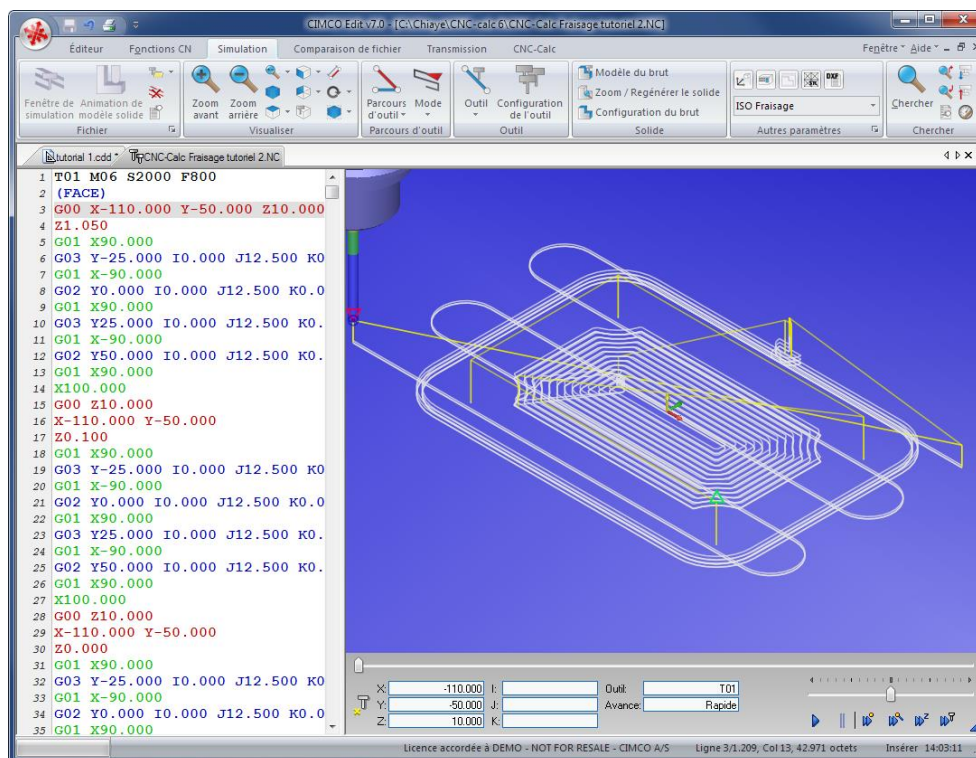 CIMCO Edit v7.0 - [C:\Chiaye\CNC-calc 6\CNC-Calc Fraisage tutoriel 2.NC]
Éditeur Fonctions CN Simulation Comparaison de fichier Transmission CNC-Calc Fenêtre Aide
Fenêtre de simulation
Animation de modèle solide
Fichier
Zoom avant
Zoom arrière
Visualiser
Parcours d'outil
Mode
Parcours d'outil
Outil
Configuration de l'outil
Outil
Modèle du brut
Zoom / Regénérer le solide
Configuration du brut
Solide
DXF
ISO Fraisage
Autres paramètres
Chercher
Chercher
tutorial 1.cdd * CNC-Calc Fraisage tutoriel 2.NC
1 T01 M06 S2000 F800
2 (FACE)
3 G00 X-110.000 Y-50.000 Z10.000
4 Z1.050
5 G01 X90.000
6 G03 Y-25.000 I0.000 J12.500 K0
7 G01 X-90.000
8 G02 Y0.000 I0.000 J12.500 K0.0
9 G01 X90.000
10 G03 Y25.000 I0.000 J12.500 K0.
11 G01 X-90.000
12 G02 Y50.000 I0.000 J12.500 K0.
13 G01 X90.000
14 X100.000
15 G00 Z10.000
16 X-110.000 Y-50.000
17 Z0.100
18 G01 X90.000
19 G03 Y-25.000 I0.000 J12.500 K0
20 G01 X-90.000
21 G02 Y0.000 I0.000 J12.500 K0.0
22 G01 X90.000
23 G03 Y25.000 I0.000 J12.500 K0.
24 G01 X-90.000
25 G02 Y50.000 I0.000 J12.500 K0.
26 G01 X90.000
27 X100.000
28 G00 Z10.000
29 X-110.000 Y-50.000
30 Z0.000
31 G01 X90.000
32 G03 Y-25.000 I0.000 J12.500 K0
33 G01 X-90.000
34 G02 Y0.000 I0.000 J12.500 K0.0
35 G01 X90.000
X: -110.000 I: Outil: T01
Y: -50.000 J: Avance: Rapide
Z: 10.000 K:
Licence accordée à DEMO - NOT FOR RESALE - CIMCO A/S Ligne 3/1.209, Col 13, 42.971 octets Insérer 14:03:11